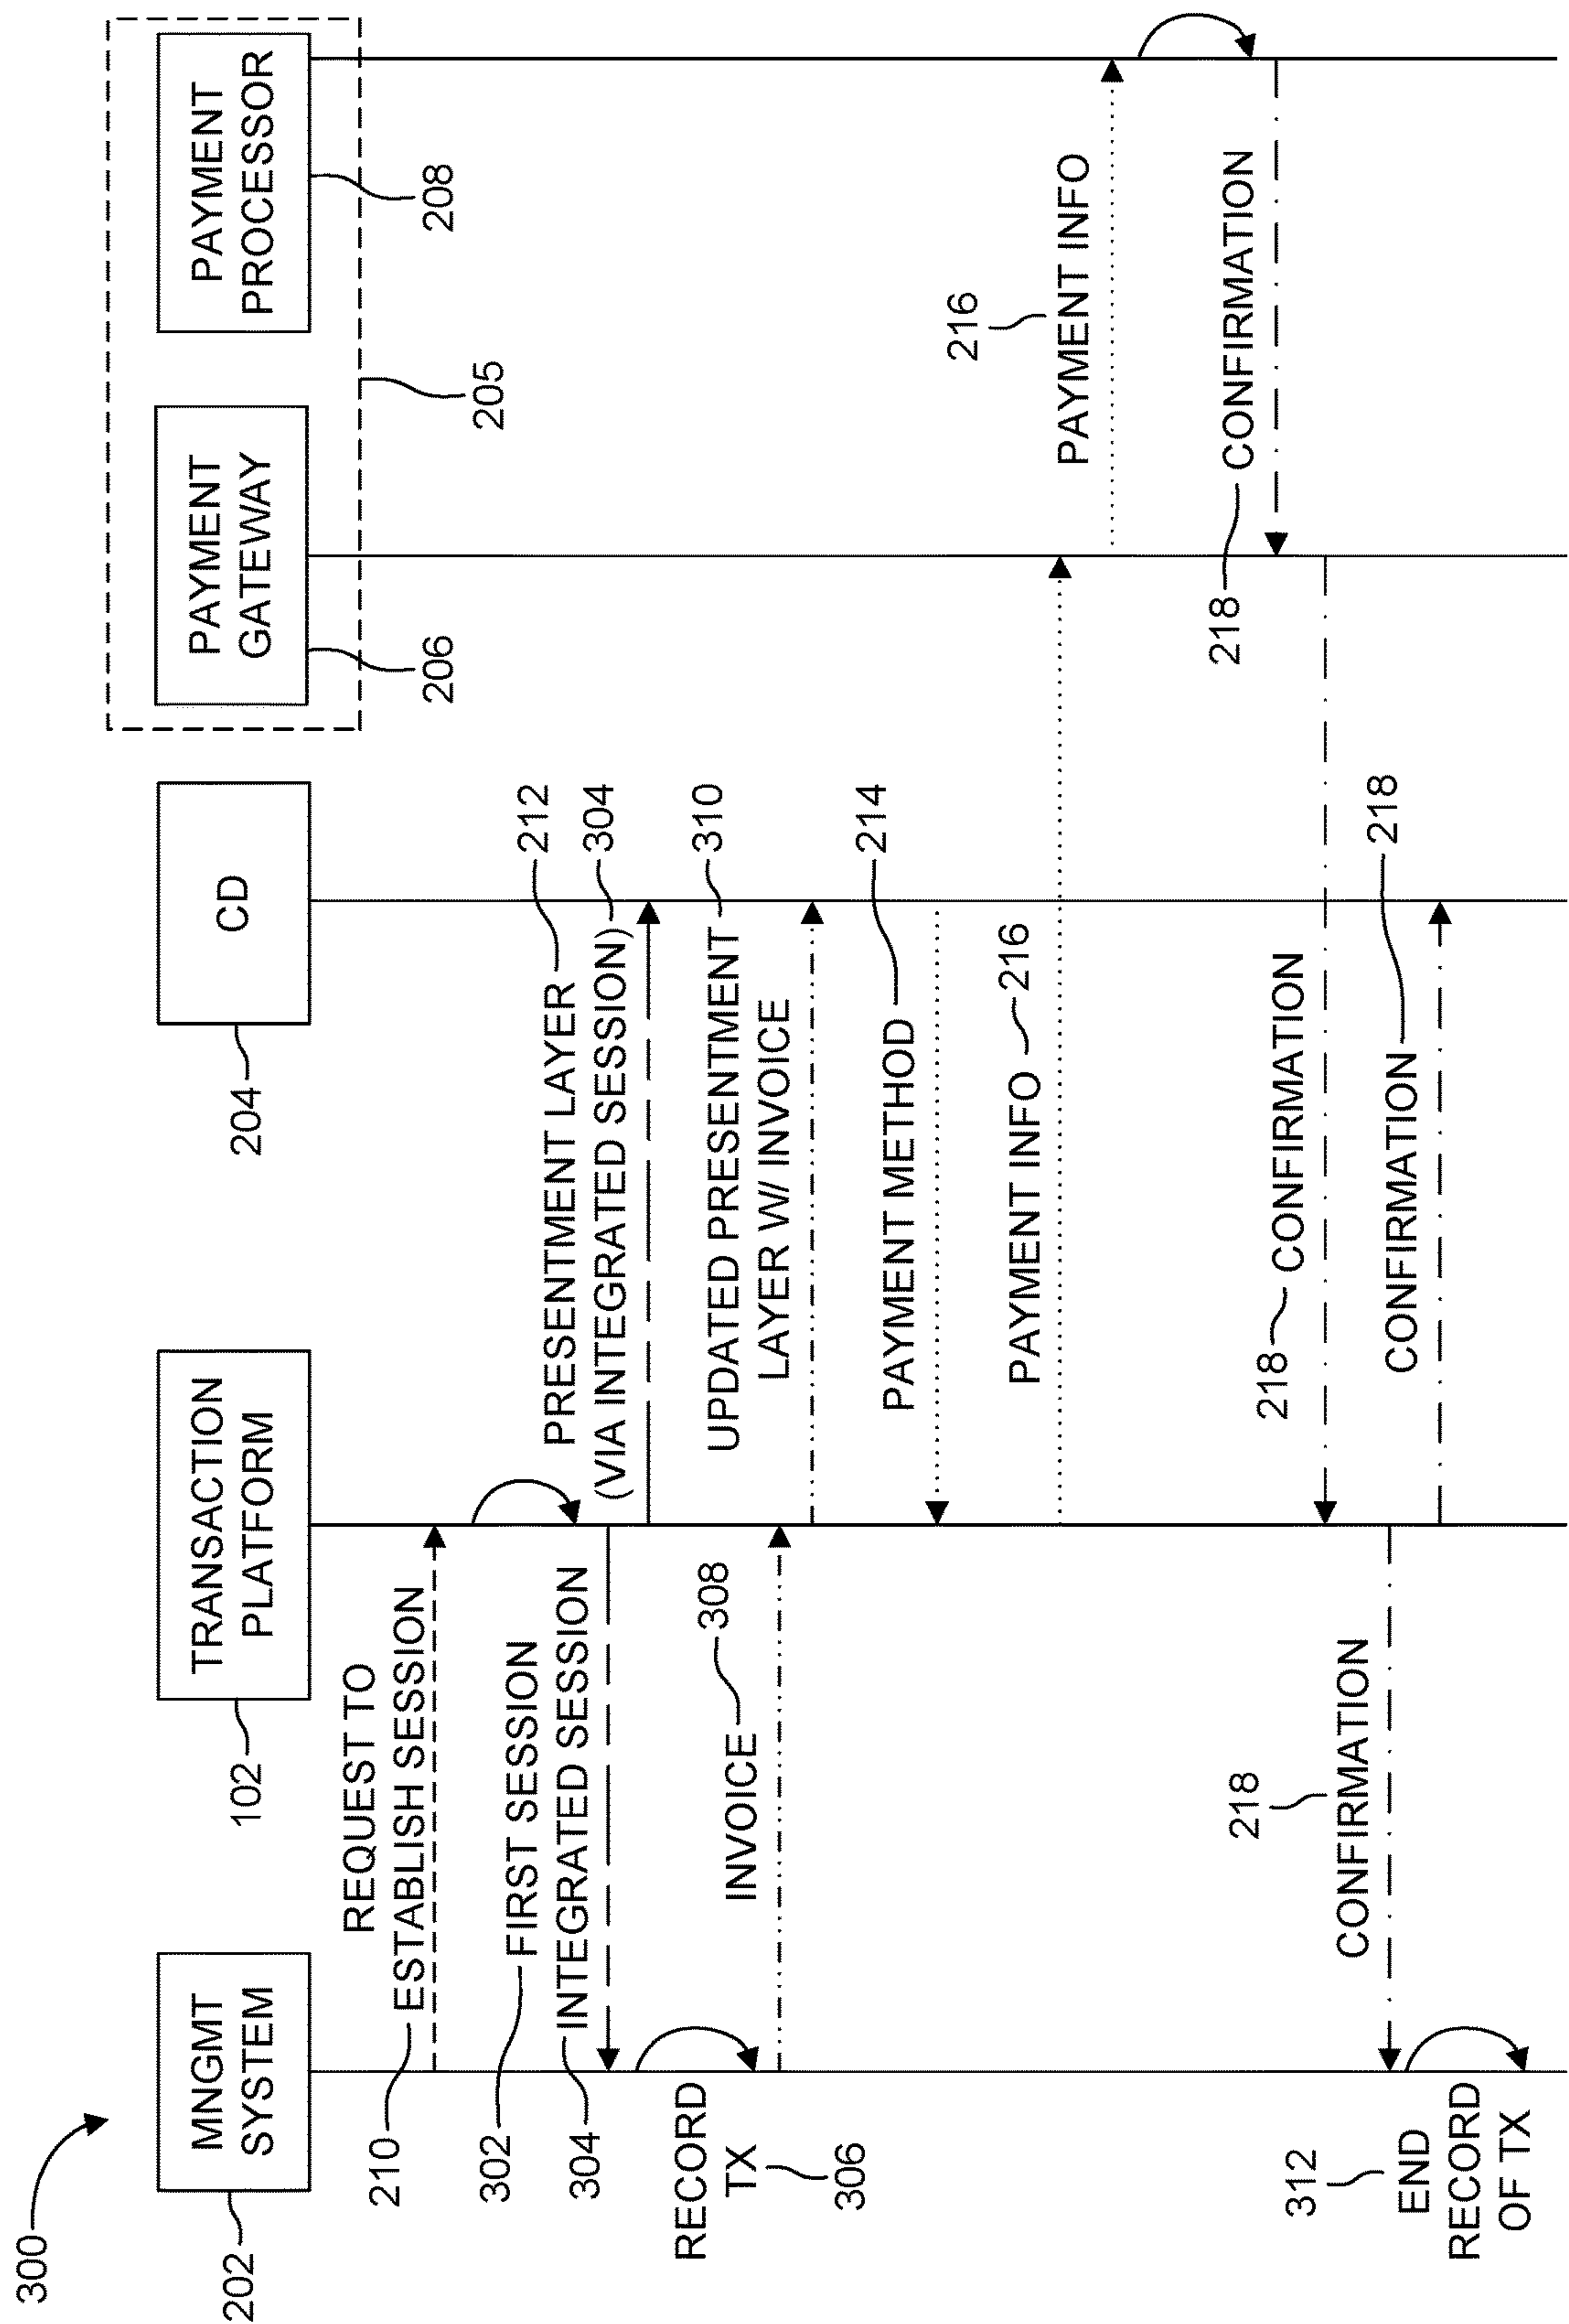 300
MNGMT
SYSTEM
202
TRANSACTION
PLATFORM
102
CD
204
PAYMENT
GATEWAY
206
PAYMENT
PROCESSOR
208
205
REQUEST TO
210 ESTABLISH SESSION
302 FIRST SESSION
304 INTEGRATED SESSION
PRESENTMENT LAYER 212
(VIA INTEGRATED SESSION) 304
RECORD
TX
306
INVOICE 308
UPDATED PRESENTMENT 310
LAYER W/ INVOICE
PAYMENT METHOD 214
PAYMENT INFO 216
216
PAYMENT INFO
218 CONFIRMATION
218 CONFIRMATION
218
CONFIRMATION
CONFIRMATION 218
312
END
RECORD
OF TX